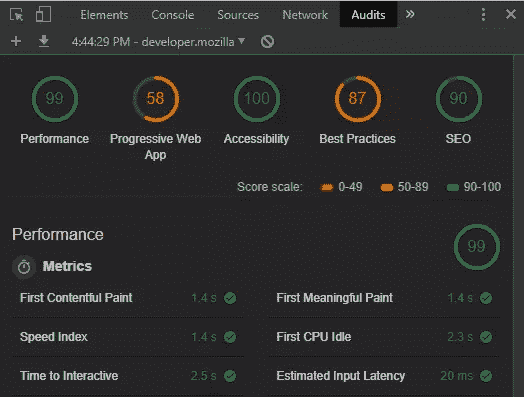 Elements Console Sources Network Audits »
4:44:29 PM - developer.mozilla
99 58 100 87 90
Performance Progressive Web App Accessibility Best Practices SEO
Score scale: 0-49 50-89 90-100
Performance 99
Metrics
First Contentful Paint 1.4 s First Meaningful Paint 1.4 s
Speed Index 1.4 s First CPU Idle 2.3 s
Time to Interactive 2.5 s Estimated Input Latency 20 ms